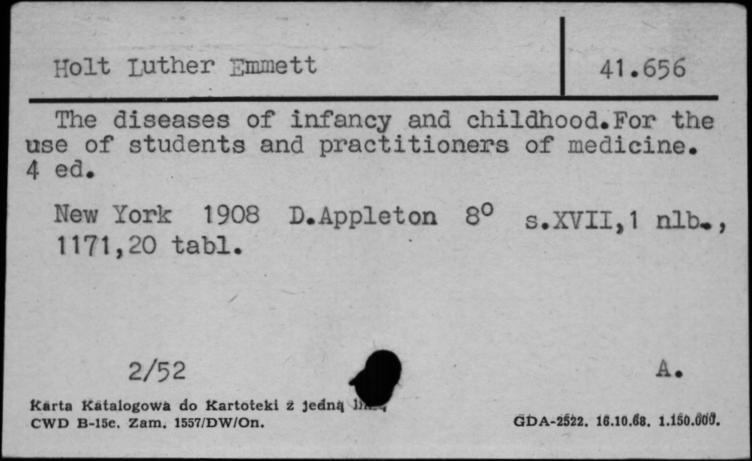 Holt Luther Emmett 41.656
The diseases of infancy and childhood.For the
use of students and practitioners of medicine.
4 ed.
New York 1908 D.Appleton 8° s.XVII,1 nlb.,
1171,20 tabl.
2/52 A.
Karta Katalogowa do Kartoteki z jedną
CWD B-15c. Zam. 1557/DW/On. GDA-2522. 16.10.68. 1.150.000.